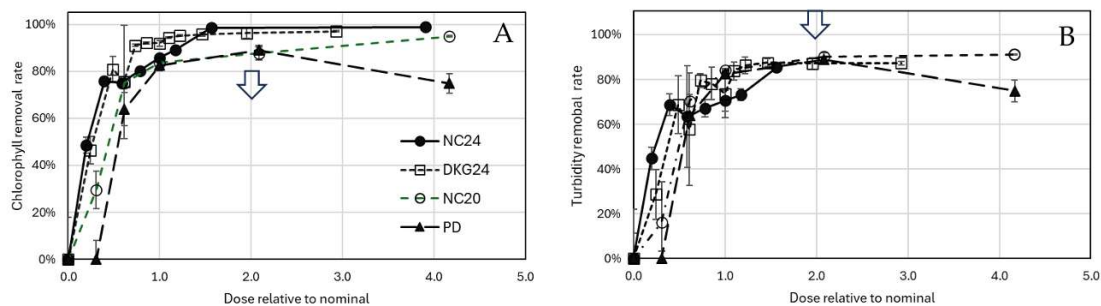 A
Chlorophyll removal rate
100%
80%
60%
40%
20%
0%
0.0 1.0 2.0 3.0 4.0 5.0
Dose relative to nominal
NC24
DKG24
NC20
PD
B
Turbidity remobal rate
100%
80%
60%
40%
20%
0%
0.0 1.0 2.0 3.0 4.0 5.0
Dose relative to nominal